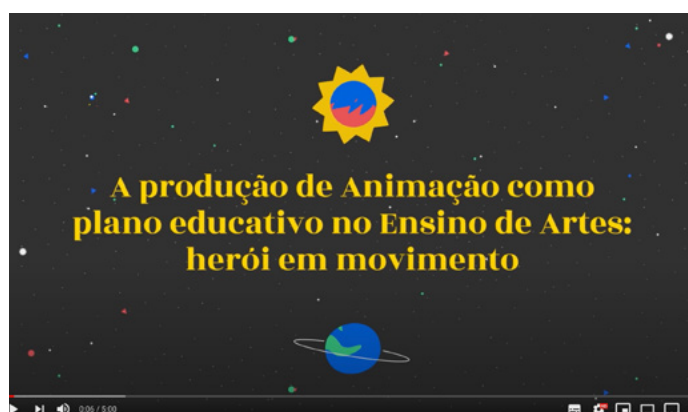 A produção de Animação como
plano educativo no Ensino de Artes:
herói em movimento
0:06 / 5:00